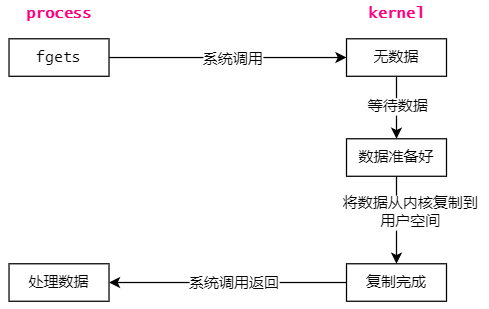 process
kernel
fgets
系统调用
无数据
等待数据
数据准备好
将数据从内核复制到
用户空间
处理数据
系统调用返回
复制完成